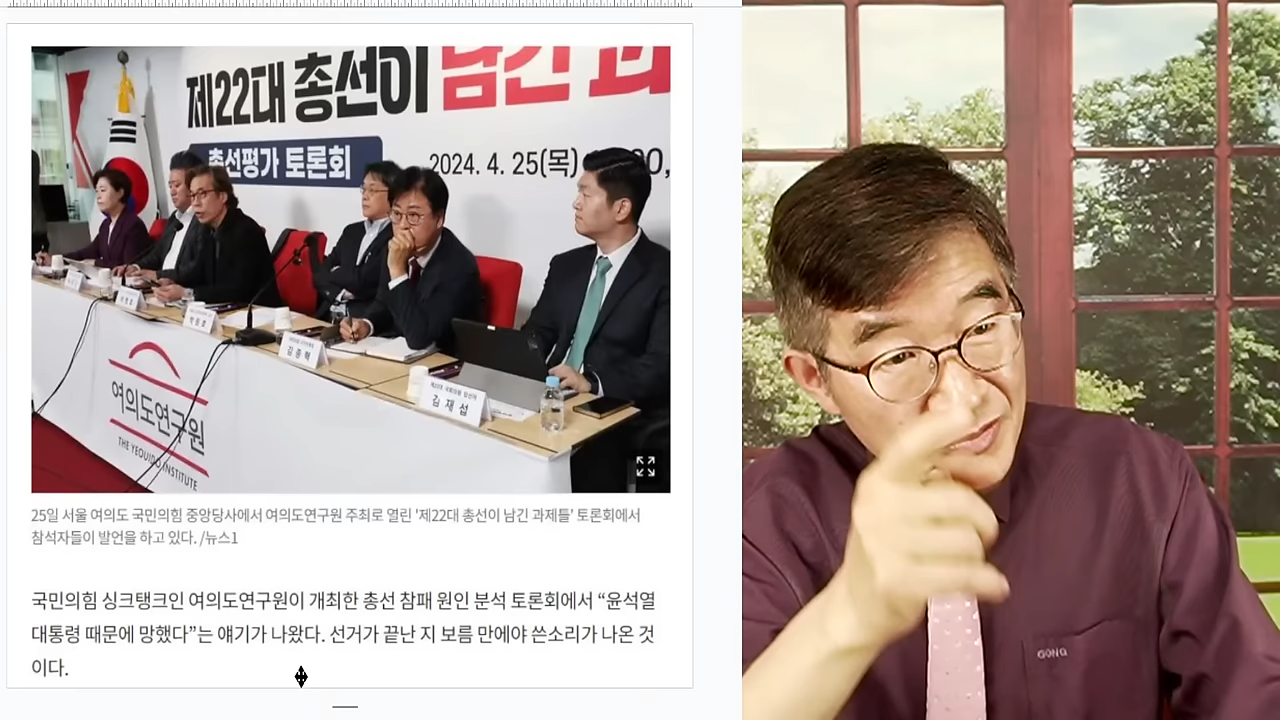 제22대 총선이 남긴 과
총선평가 토론회
2024. 4. 25(목)
김종혁
김재섭
여의도연구원
THE YEOUIDO INSTITUTE
25일 서울 여의도 국민의힘 중앙당사에서 여의도연구원 주최로 열린 '제22대 총선이 남긴 과제들' 토론회에서
참석자들이 발언을 하고 있다. /뉴스1
국민의힘 싱크탱크인 여의도연구원이 개최한 총선 참패 원인 분석 토론회에서 “윤석열
대통령 때문에 망했다”는 얘기가 나왔다. 선거가 끝난 지 보름 만에야 쓴소리가 나온 것
이다.
GONG